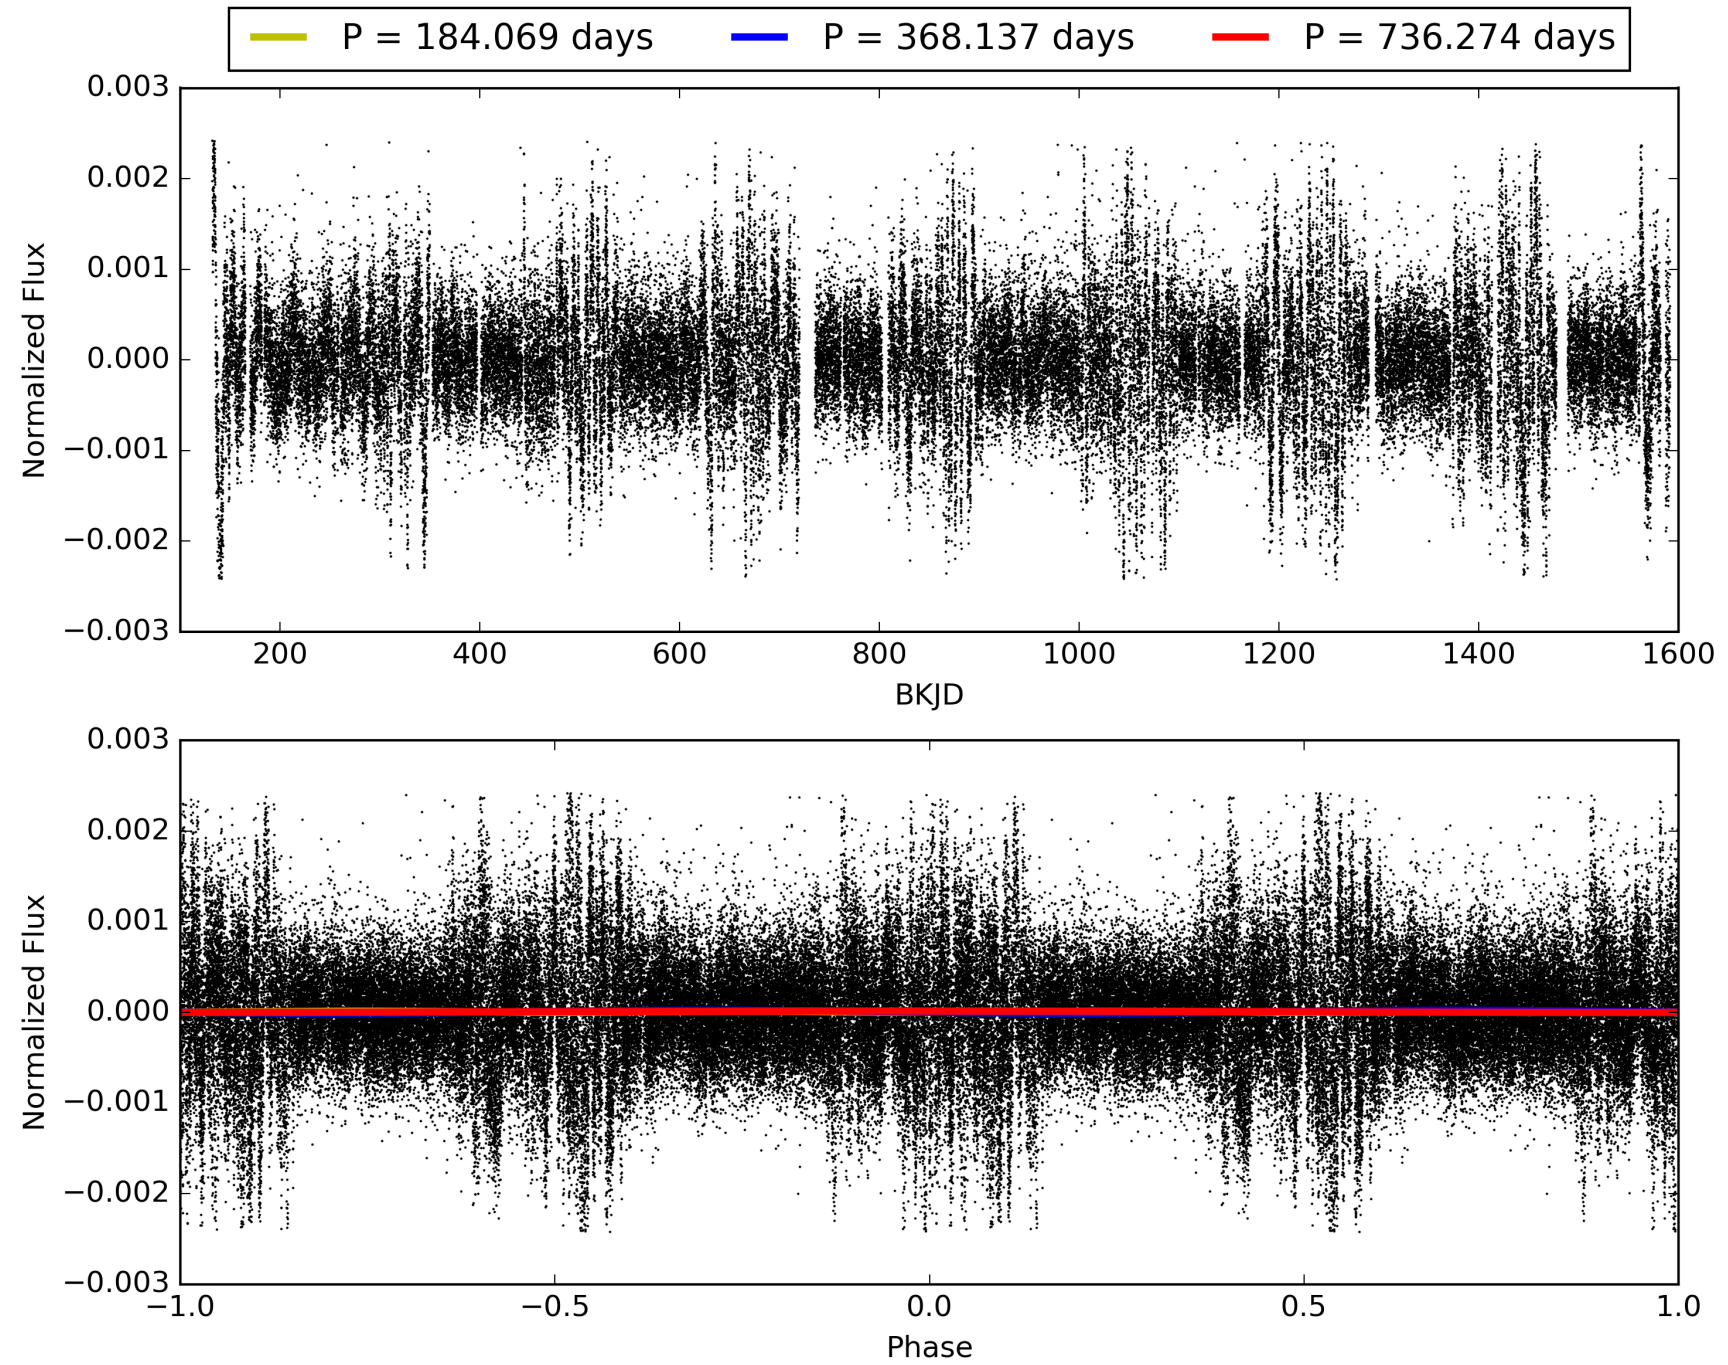 P = 184.069 days P = 368.137 days P = 736.274 days
0.003
0.002
0.001
0.000
−0.001
−0.002
−0.003
Normalized Flux
200 400 600 800 1000 1200 1400 1600
BKJD
0.003
0.002
0.001
0.000
−0.001
−0.002
−0.003
Normalized Flux
−1.0 −0.5 0.0 0.5 1.0
Phase